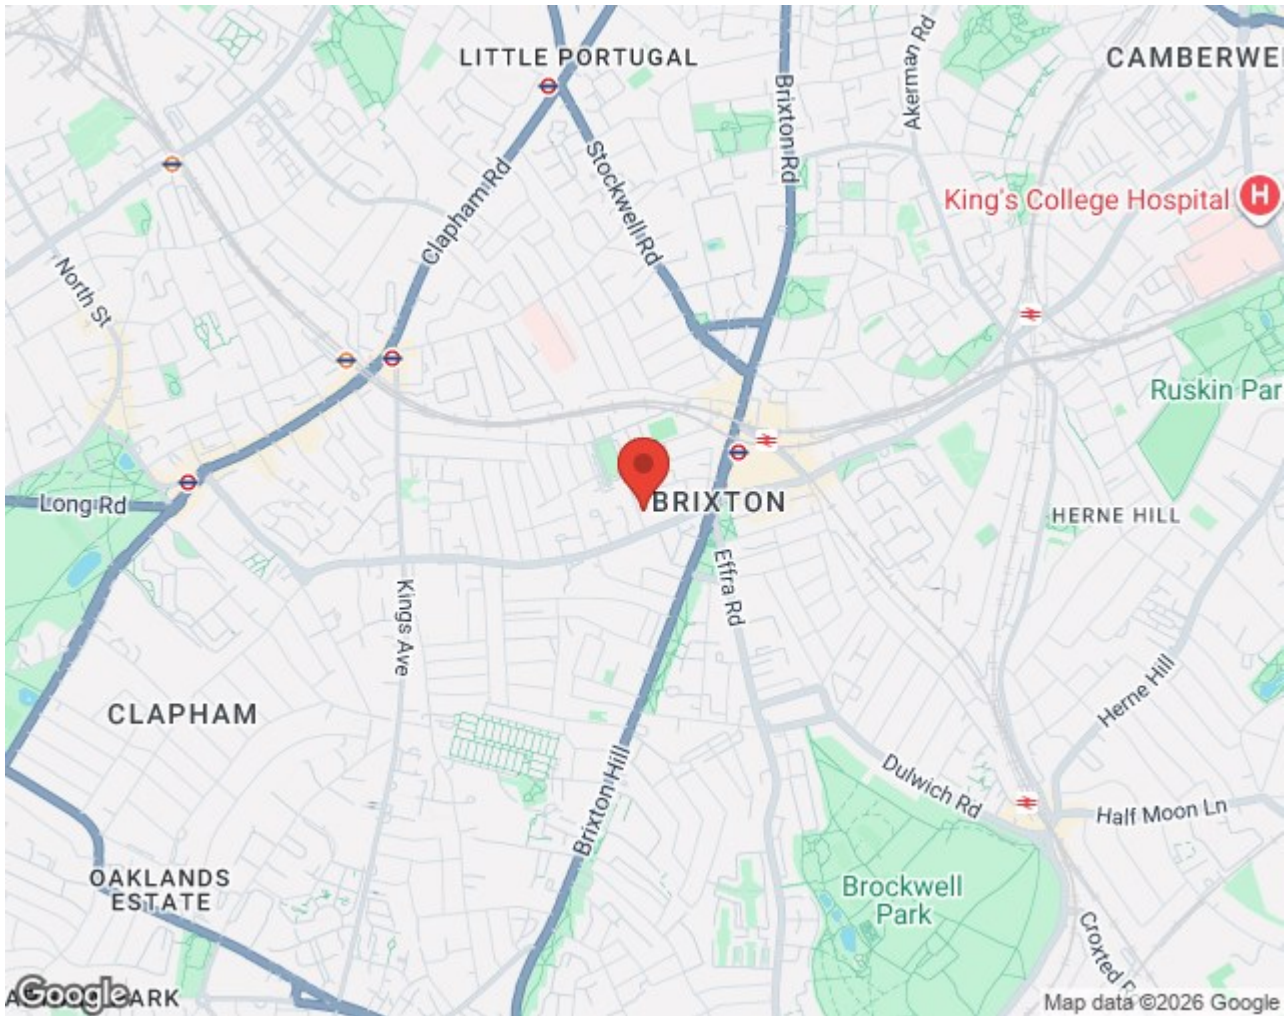 LITTLE PORTUGAL
CAMBERWE
Akerman Rd
Brixton Rd
Stockwell Rd
Clapham Rd
King's College Hospital
H
North St
Ruskin Par
Long Rd
BRIXTON
HERNE HILL
Effra Rd
Kings Ave
Herne Hill
CLAPHAM
Brixton Hill
Dulwich Rd
Half Moon Ln
OAKLANDS
ESTATE
Brockwell
Park
Croxted R
ARK
Google
Map data ©2026 Google